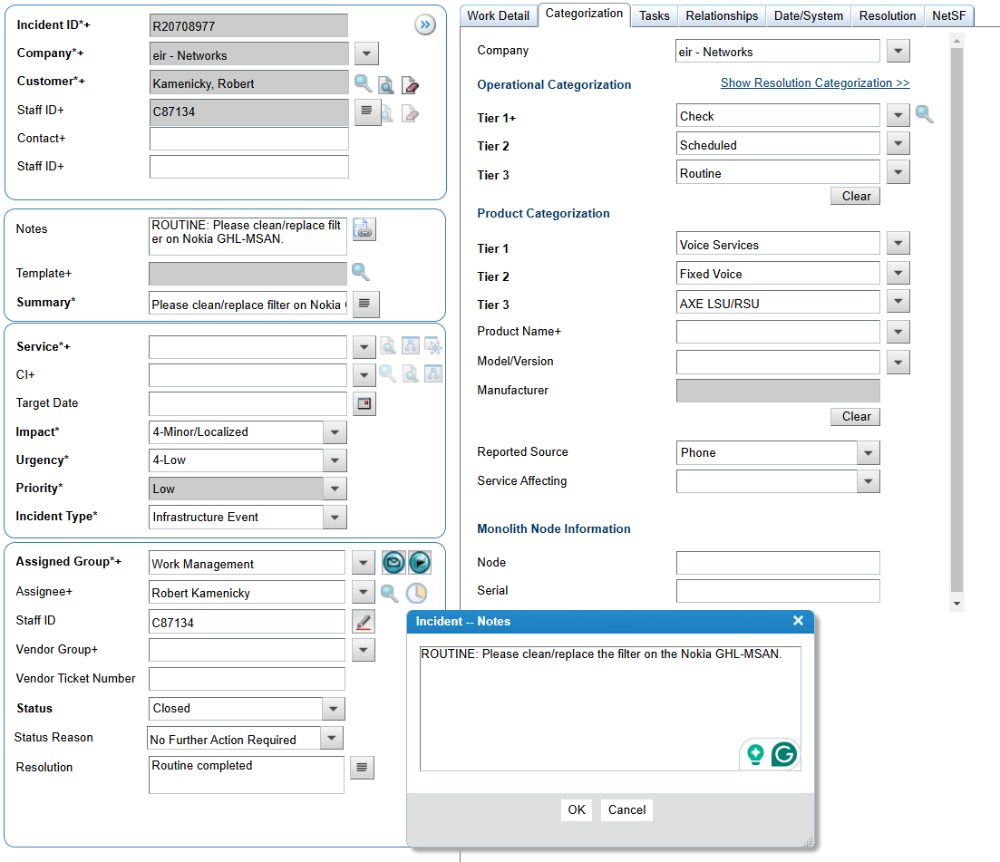 Incident ID*+ R20708977
Company*+ eir - Networks
Customer*+ Kamenicky, Robert
Staff ID+ C87134
Contact+
Staff ID+
Notes ROUTINE: Please clean/replace filt
er on Nokia GHL-MSAN.
Template+
Summary* Please clean/replace filter on Nokia
Service*+
CI+
Target Date
Impact* 4-Minor/Localized
Urgency* 4-Low
Priority* Low
Incident Type* Infrastructure Event
Assigned Group*+ Work Management
Assignee+ Robert Kamenicky
Staff ID C87134
Vendor Group+
Vendor Ticket Number
Status Closed
Status Reason No Further Action Required
Resolution Routine completed
Work Detail Categorization Tasks Relationships Date/System Resolution NetSF
Company eir - Networks
Operational Categorization Show Resolution Categorization >>
Tier 1+ Check
Tier 2 Scheduled
Tier 3 Routine
Clear
Product Categorization
Tier 1 Voice Services
Tier 2 Fixed Voice
Tier 3 AXE LSU/RSU
Product Name+
Model/Version
Manufacturer
Clear
Reported Source Phone
Service Affecting
Monolith Node Information
Node
Serial
Incident -- Notes
ROUTINE: Please clean/replace the filter on the Nokia GHL-MSAN.
OK Cancel